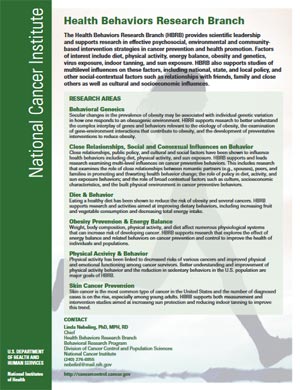 National Cancer Institute
Health Behaviors Research Branch
The Health Behaviors Research Branch (HBRB) provides scientific leadership
and supports research in effective psychosocial, environmental and community-
based intervention strategies in cancer prevention and health promotion. Factors
of interest include diet, physical activity, energy balance, obesity and genetics,
virus exposure, indoor tanning, and sun exposure. HBRB also supports studies of
multilevel influences on these factors, including national, state, and local policy, and
other social-contextual factors such as relationships with friends, family and close
others as well as cultural and socioeconomic influences.
RESEARCH AREAS
Behavioral Genetics
Secular changes in the prevalence of obesity may be associated with individual genetic variation
in how one responds to an obesogenic environment. HBRB supports research to better understand
the complex interplay of genes and behaviors relevant to the etiology of obesity, the examination
of gene-environment interactions that contribute to obesity, and the development of preventative
interventions to reduce obesity.
Close Relationships, Social and Consensual Influences on Behavior
Close relationships, public policy, and cultural and social factors have been shown to influence
health behaviors including diet, physical activity, and sun exposure. HBRB supports and leads
research examining multi-level influences on cancer preventive behaviors. This includes research
that examines the role of close relationships between romantic partners (e.g., spouses), peers, and
families in promoting and thwarting health behavior change; the role of policy in diet, activity, and
sun exposure behaviors; and the role of broad contextual factors such as culture, socioeconomic
characteristics, and the built physical environment in cancer preventive behaviors.
Diet & Behavior
Eating a healthy diet has been shown to reduce the risk of obesity and several cancers. HBRB
supports research and activities aimed at improving dietary behaviors, including increasing fruit
and vegetable consumption and decreasing total energy intake.
Obesity Prevention & Energy Balance
Weight, body composition, physical activity, and diet affect numerous physiological systems
that can increase risk of developing cancer. HBRB supports research that explores the effect of
energy balance and related behaviors on cancer prevention and control to improve the health of
individuals and populations.
Physical Activity & Behavior
Physical activity has been linked to decreased risks of various cancers and improved physical
and emotional functioning among cancer survivors. Better understanding and improvement of
physical activity behavior and the reduction in sedentary behaviors in the U.S. population are
major goals of HBRB.
Skin Cancer Prevention
Skin cancer is the most common type of cancer in the United States and the number of diagnosed
cases is on the rise, especially among young adults. HBRB supports both measurement and
intervention studies aimed at increasing sun protection and reducing indoor tanning to improve
this trend.
CONTACT
Linda Nebeling, PhD, MPH, RD
Chief
Health Behaviors Research Branch
Behavioral Research Program
Division of Cancer Control and Population Sciences
National Cancer Institute
http://cancercontrol.cancer.gov
U.S. DEPARTMENT
OF HEALTH AND
HUMAN SERVICES
National Institutes
of Health